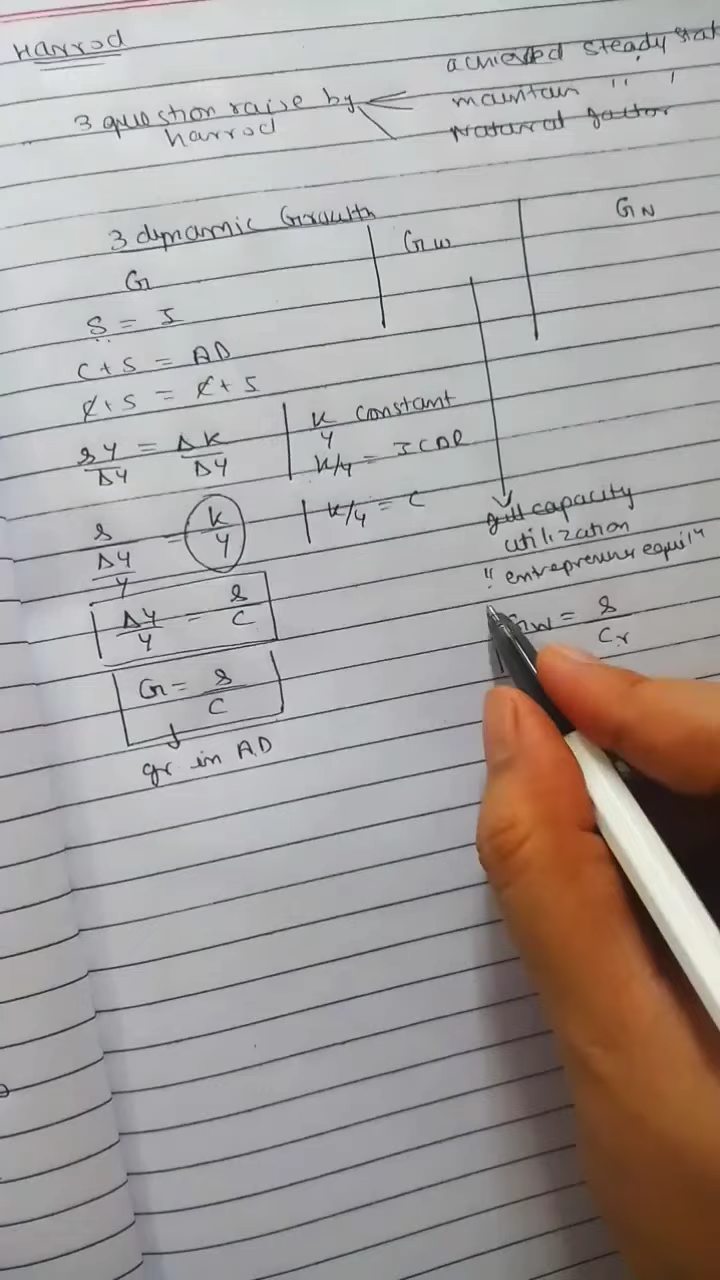 Harrod
3 question raise by harrod
achieved steady stat
maintain " "
Natural factor
3 dynamic Growth
G
Gw
GN
S = I
C + S = AD
C + S = C + S
sY/ΔY = ΔK/ΔY
K/Y constant
K/Y = ICOR
s/(ΔY/Y) = K/Y
K/Y = C
ΔY/Y = s/C
G = s/C
gr in AD
full capacity
utilization
"entrepreneur equili"
Gw = s/Cr